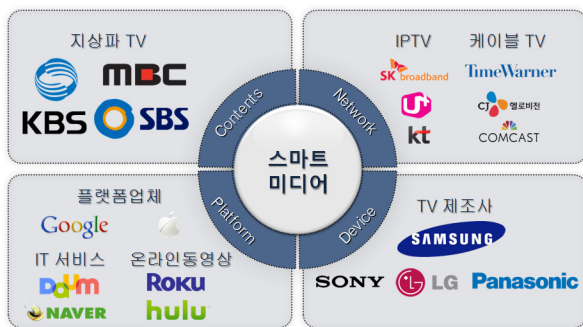 지상파 TV
MBC
KBS
SBS
IPTV
케이블 TV
SK broadband
TimeWarner
U+
CJ 헬로비전
kt
COMCAST
Contents
Network
스마트
미디어
Platform
Device
플랫폼업체
Google
IT 서비스
온라인동영상
Daum
Roku
NAVER
hulu
TV 제조사
SAMSUNG
SONY
LG
Panasonic